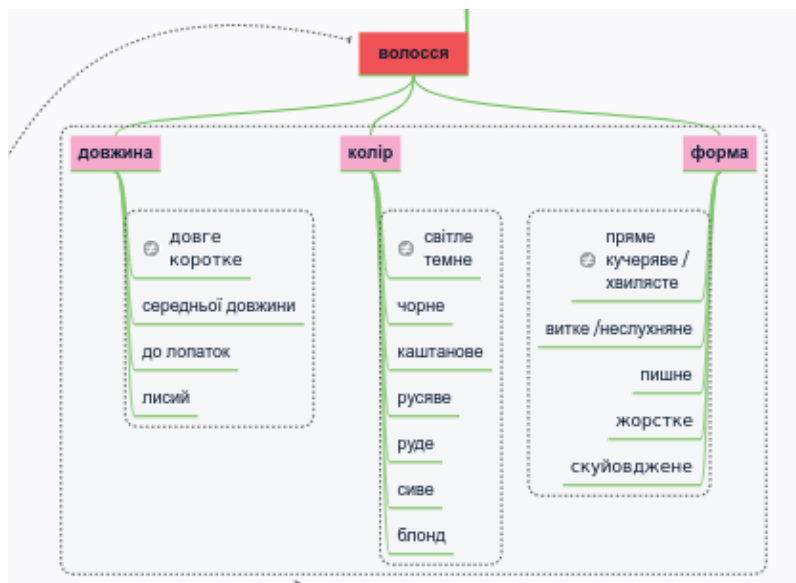 волосся
довжина
довге
коротке
середньої довжини
до лопаток
лисий
колір
світле
темне
чорне
каштанове
русяве
руде
сиве
блонд
форма
пряме
кучеряве /
хвилясте
витке /неслухняне
пишне
жорстке
скуйовджене